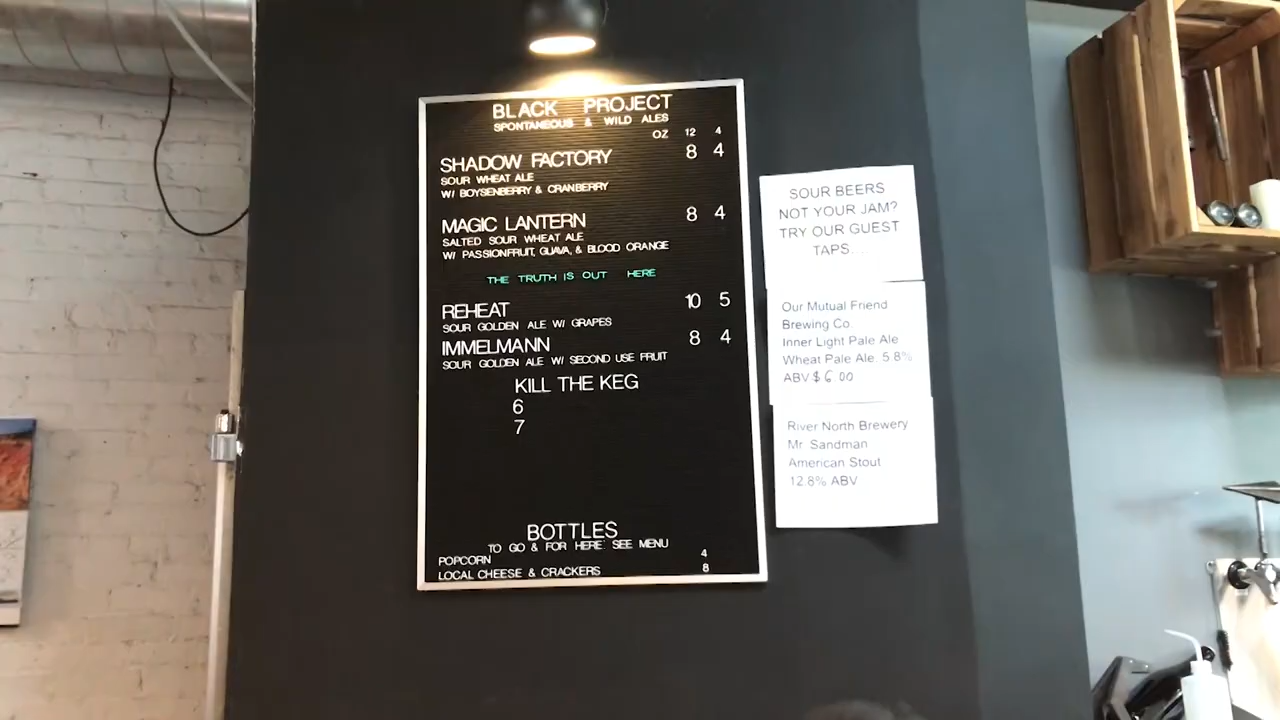 BLACK PROJECT
SPONTANEOUS & WILD ALES
OZ 12 4
SHADOW FACTORY 8 4
SOUR WHEAT ALE
W/ BOYSENBERRY & CRANBERRY
MAGIC LANTERN 8 4
SALTED SOUR WHEAT ALE
W/ PASSIONFRUIT, GUAVA, & BLOOD ORANGE
THE TRUTH IS OUT HERE
REHEAT 10 5
SOUR GOLDEN ALE W/ GRAPES
IMMELMANN 8 4
SOUR GOLDEN ALE W/ SECOND USE FRUIT
KILL THE KEG
6
7
BOTTLES
TO GO & FOR HERE: SEE MENU
POPCORN 4
LOCAL CHEESE & CRACKERS 8
SOUR BEERS
NOT YOUR JAM?
TRY OUR GUEST
TAPS...
Our Mutual Friend
Brewing Co.
Inner Light Pale Ale
Wheat Pale Ale. 5.8%
ABV $6.00
River North Brewery
Mr. Sandman
American Stout
12.8% ABV